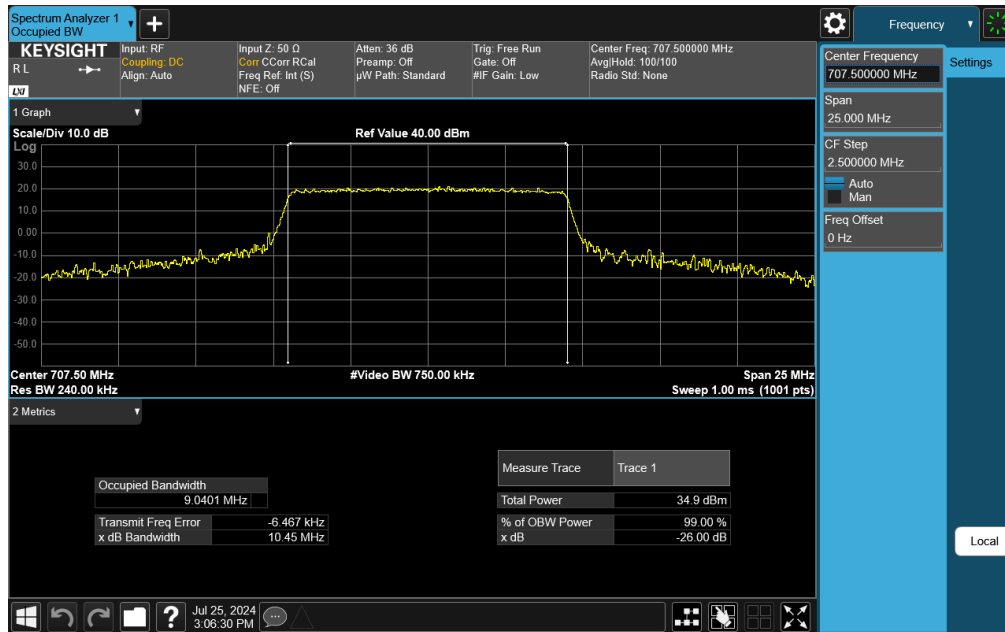 Spectrum Analyzer 1
Occupied BW
+
Frequency
KEYSIGHT
R L
LXI
Input: RF
Coupling: DC
Align: Auto
Input Z: 50 Ω
Corr CCorr RCal
Freq Ref: Int (S)
NFE: Off
Atten: 36 dB
Preamp: Off
µW Path: Standard
Trig: Free Run
Gate: Off
#IF Gain: Low
Center Freq: 707.500000 MHz
Avg|Hold: 100/100
Radio Std: None
Center Frequency
707.500000 MHz
Settings
Span
25.000 MHz
CF Step
2.500000 MHz
Auto
Man
Freq Offset
0 Hz
Local
1 Graph
Scale/Div 10.0 dB
Ref Value 40.00 dBm
Log
30.0
20.0
10.0
0.00
-10.0
-20.0
-30.0
-40.0
-50.0
Center 707.50 MHz
#Video BW 750.00 kHz
Span 25 MHz
Res BW 240.00 kHz
Sweep 1.00 ms (1001 pts)
2 Metrics
Occupied Bandwidth
9.0401 MHz
Transmit Freq Error -6.467 kHz
x dB Bandwidth 10.45 MHz
Measure Trace Trace 1
Total Power 34.9 dBm
% of OBW Power 99.00 %
x dB -26.00 dB
?
Jul 25, 2024
3:06:30 PM